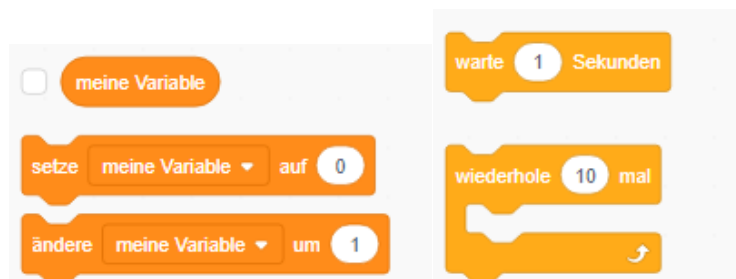 meine Variable
setze meine Variable auf 0
ändere meine Variable um 1
warte 1 Sekunden
wiederhole 10 mal